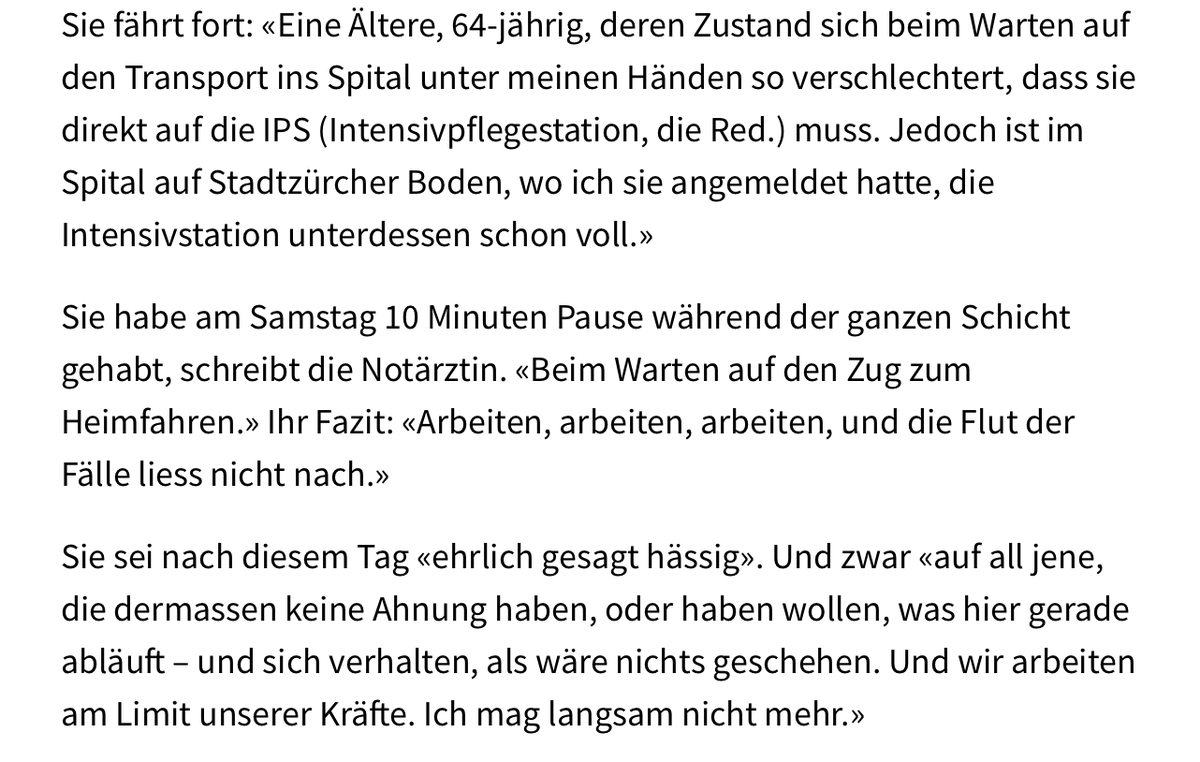 Sie fährt fort: «Eine Ältere, 64-jährig, deren Zustand sich beim Warten auf
den Transport ins Spital unter meinen Händen so verschlechtert, dass sie
direkt auf die IPS (Intensivpflegestation, die Red.) muss. Jedoch ist im
Spital auf Stadtzürcher Boden, wo ich sie angemeldet hatte, die
Intensivstation unterdessen schon voll.»
Sie habe am Samstag 10 Minuten Pause während der ganzen Schicht
gehabt, schreibt die Notärztin. «Beim Warten auf den Zug zum
Heimfahren.» Ihr Fazit: «Arbeiten, arbeiten, arbeiten, und die Flut der
Fälle liess nicht nach.»
Sie sei nach diesem Tag «ehrlich gesagt hässig». Und zwar «auf all jene,
die dermassen keine Ahnung haben, oder haben wollen, was hier gerade
abläuft – und sich verhalten, als wäre nichts geschehen. Und wir arbeiten
am Limit unserer Kräfte. Ich mag langsam nicht mehr.»